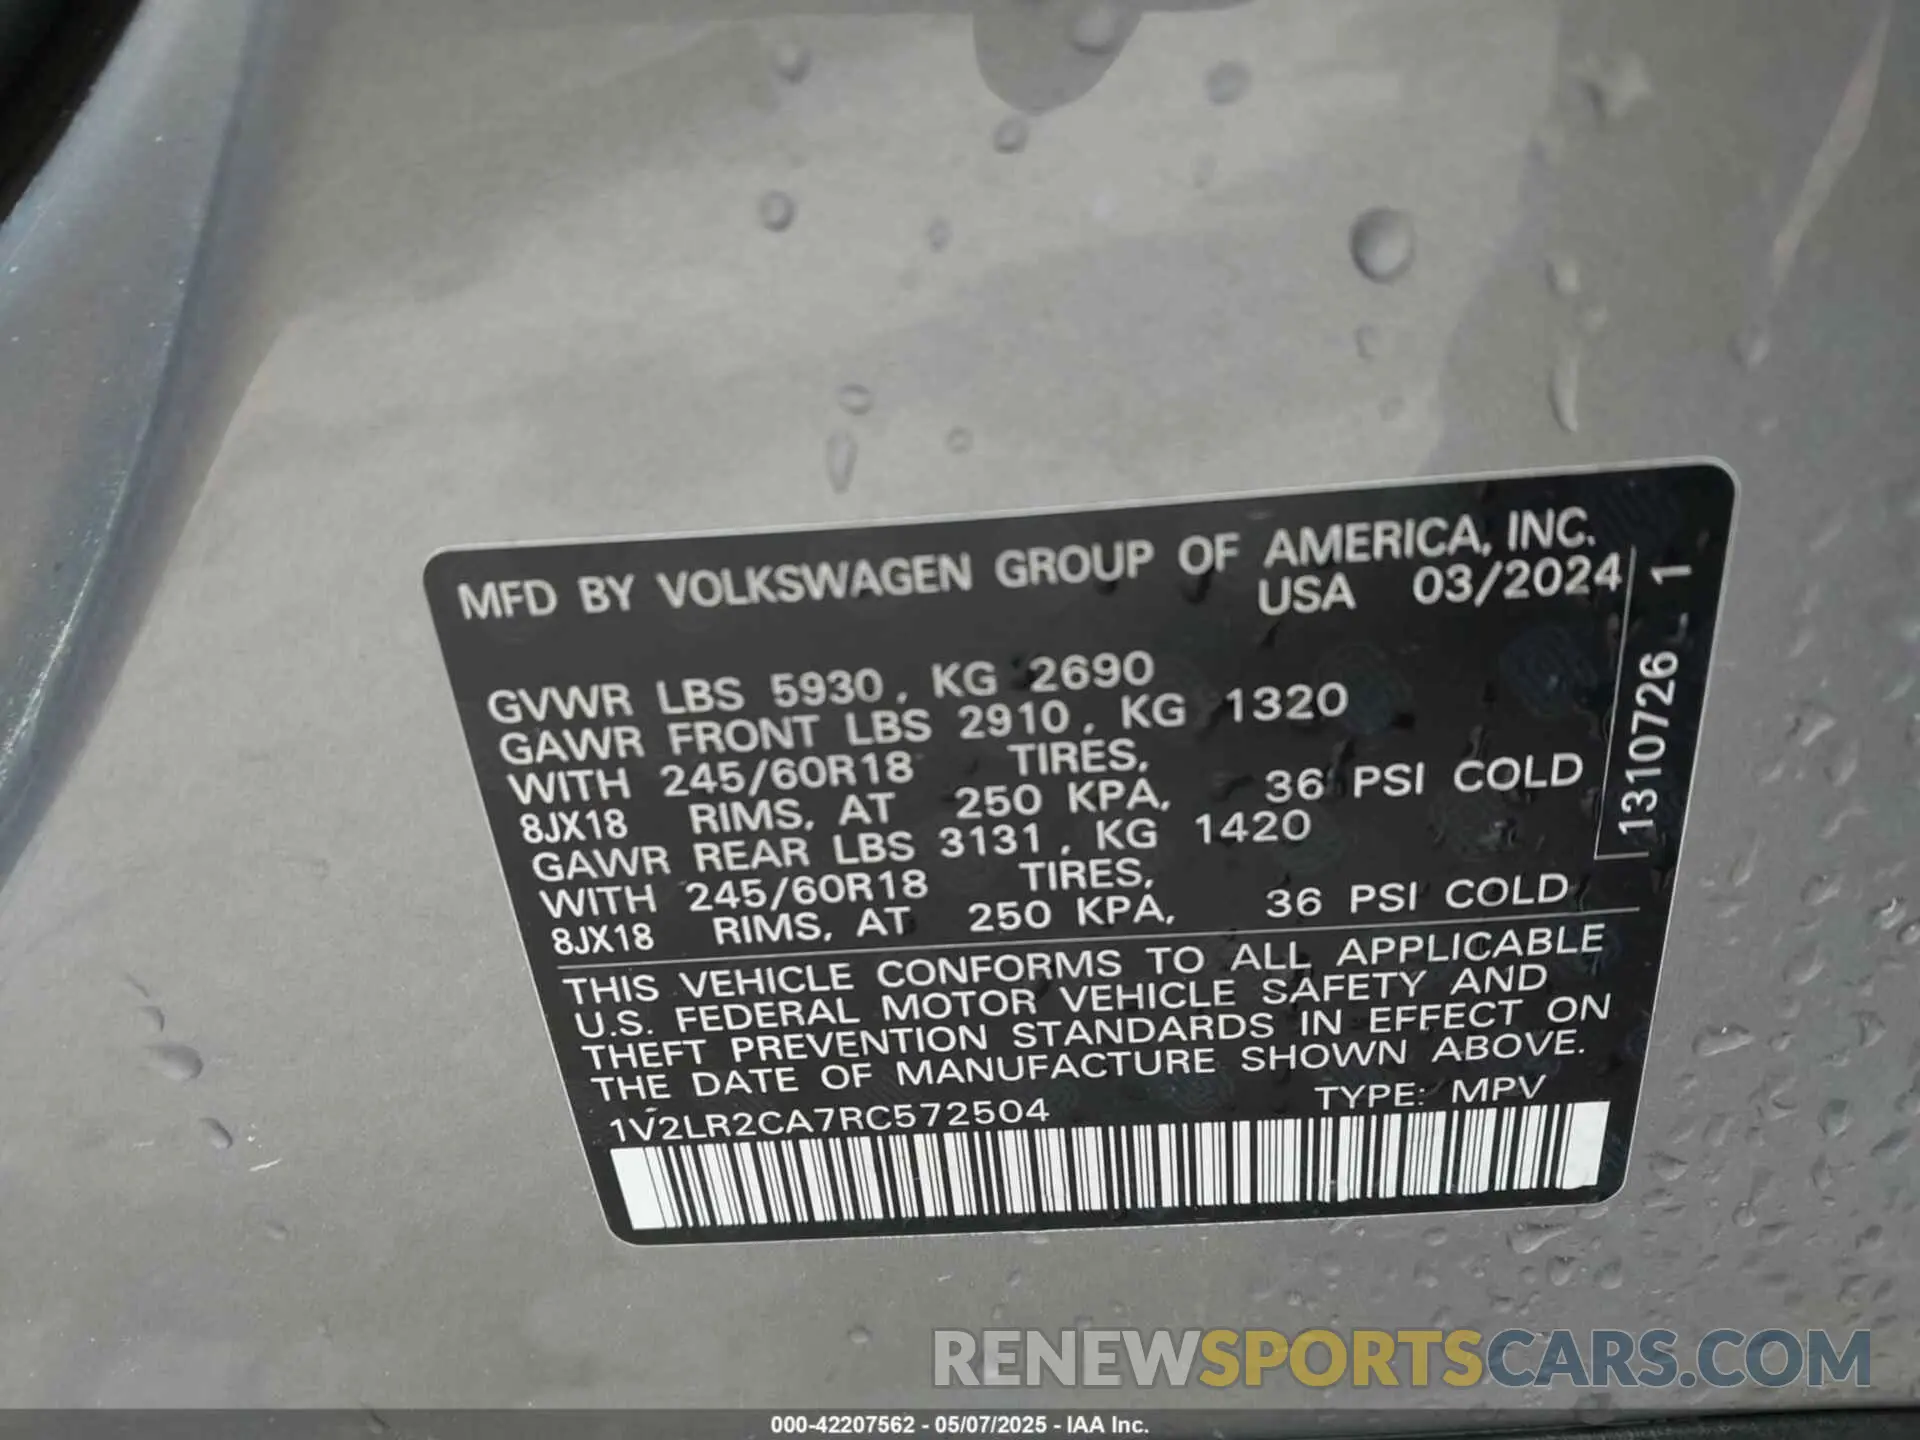 MFD BY VOLKSWAGEN GROUP OF AMERICA, INC.
USA 03/2024
GVWR LBS 5930, KG 2690
GAWR FRONT LBS 2910, KG 1320
WITH 245/60R18 TIRES,
8JX18 RIMS, AT 250 KPA, 36 PSI COLD
GAWR REAR LBS 3131, KG 1420
WITH 245/60R18 TIRES,
8JX18 RIMS, AT 250 KPA, 36 PSI COLD
THIS VEHICLE CONFORMS TO ALL APPLICABLE
U.S. FEDERAL MOTOR VEHICLE SAFETY AND
THEFT PREVENTION STANDARDS IN EFFECT ON
THE DATE OF MANUFACTURE SHOWN ABOVE.
1V2LR2CA7RC572504 TYPE: MPV
1310726 L 1
RENEWSPORTSCARS.COM
000-42207562 - 05/07/2025 - IAA Inc.